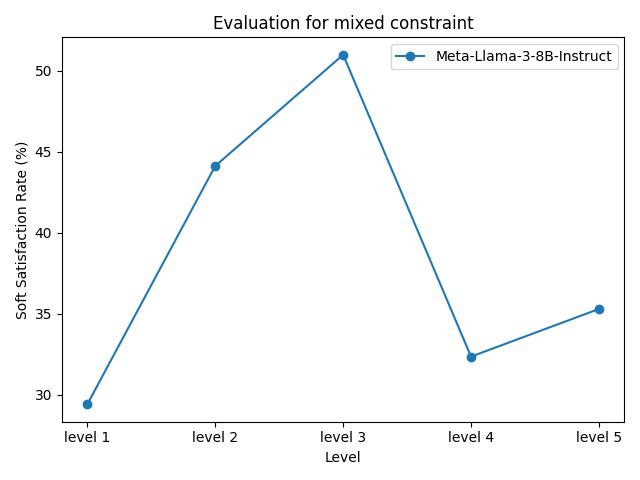 Evaluation for mixed constraint
Meta-Llama-3-8B-Instruct
Soft Satisfaction Rate (%)
50
45
40
35
30
level 1 level 2 level 3 level 4 level 5
Level